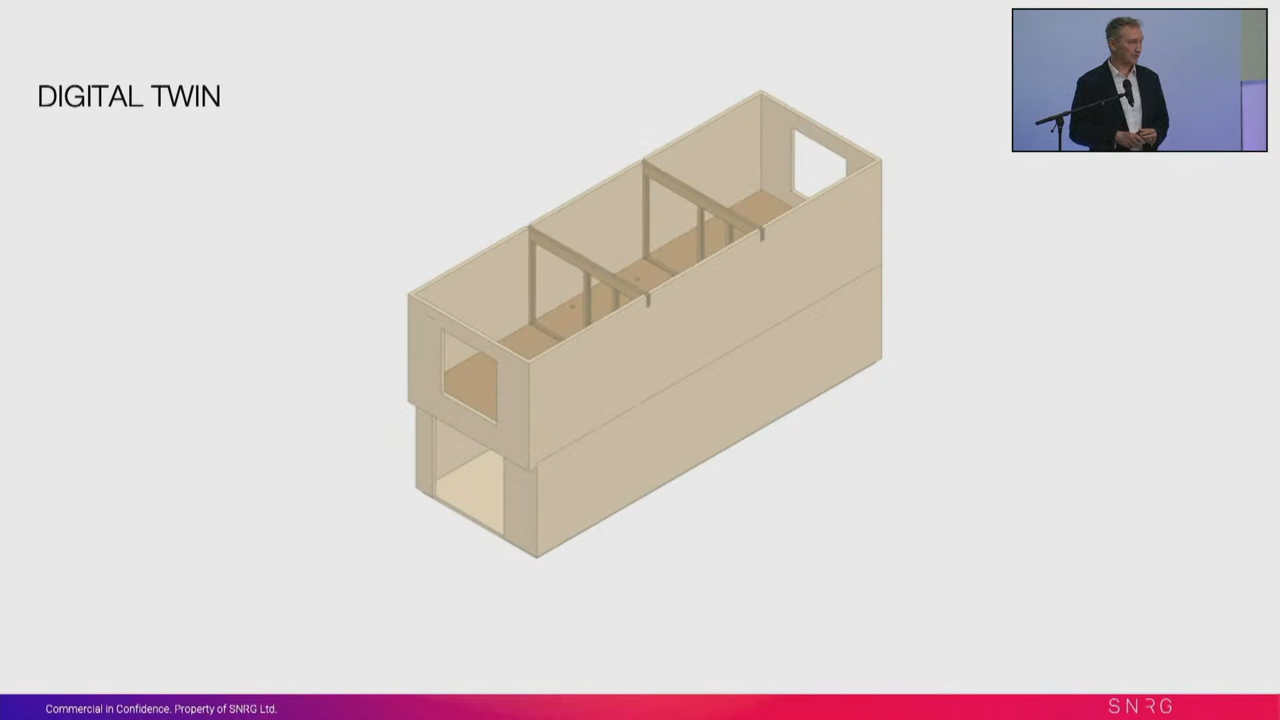 DIGITAL TWIN
Commercial in Confidence. Property of SNRG Ltd.
SNRG